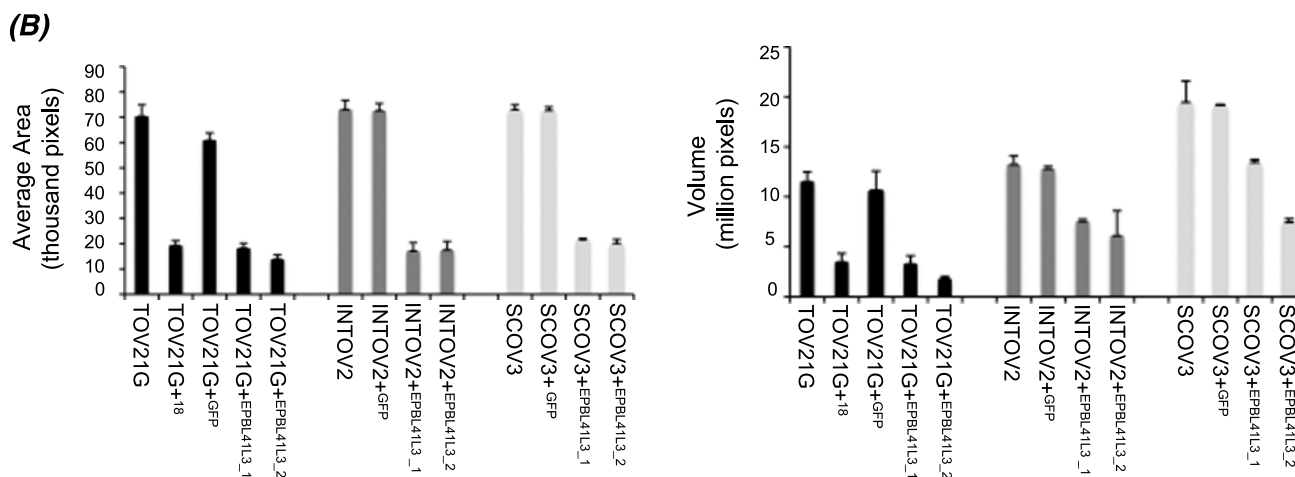 (B)
Average Area
(thousand pixels)
90
80
70
60
50
40
30
20
10
0
TOV21G
TOV21G+18
TOV21G+GFP
TOV21G+EPBL41L3_1
TOV21G+EPBL41L3_2
INTOV2
INTOV2+GFP
INTOV2+EPBL41L3_1
INTOV2+EPBL41L3_2
SCOV3
SCOV3+GFP
SCOV3+EPBL41L3_1
SCOV3+EPBL41L3_2
Volume
(million pixels)
25
20
15
10
5
0
TOV21G
TOV21G+18
TOV21G+GFP
TOV21G+EPBL41L3_1
TOV21G+EPBL41L3_2
INTOV2
INTOV2+GFP
INTOV2+EPBL41L3_1
INTOV2+EPBL41L3_2
SCOV3
SCOV3+GFP
SCOV3+EPBL41L3_1
SCOV3+EPBL41L3_2